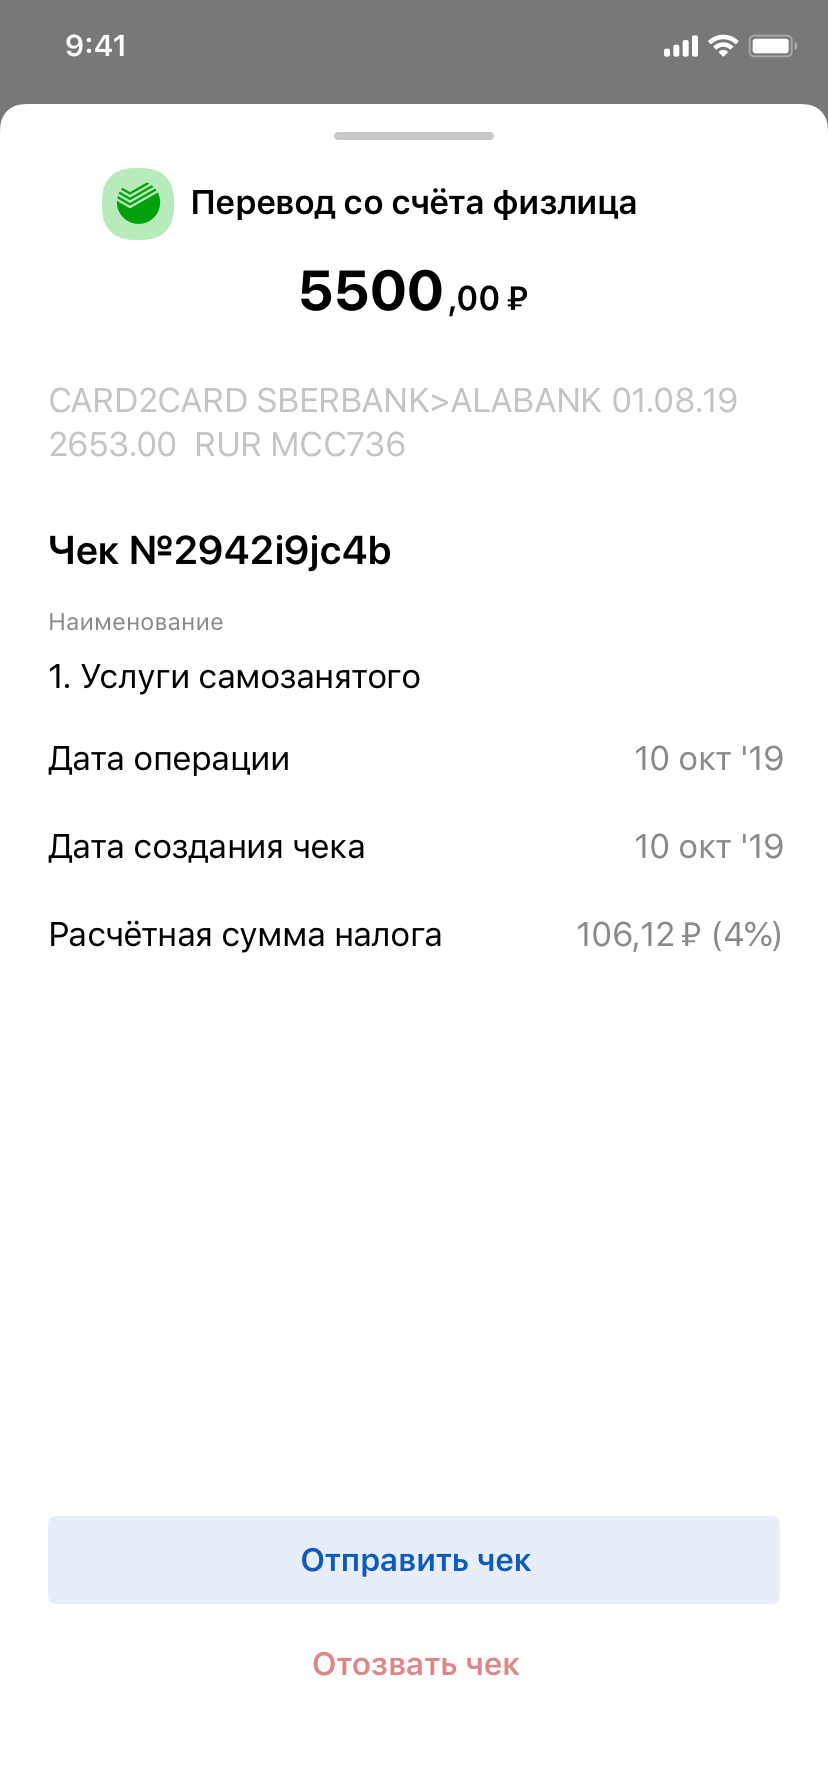 9:41
Перевод со счёта физлица
5500,00 ₽
CARD2CARD SBERBANK>ALABANK 01.08.19
2653.00  RUR MCC736
Чек №2942i9jc4b
Наименование
1. Услуги самозанятого
Дата операции 10 окт '19
Дата создания чека 10 окт '19
Расчётная сумма налога 106,12 ₽ (4%)
Отправить чек
Отозвать чек